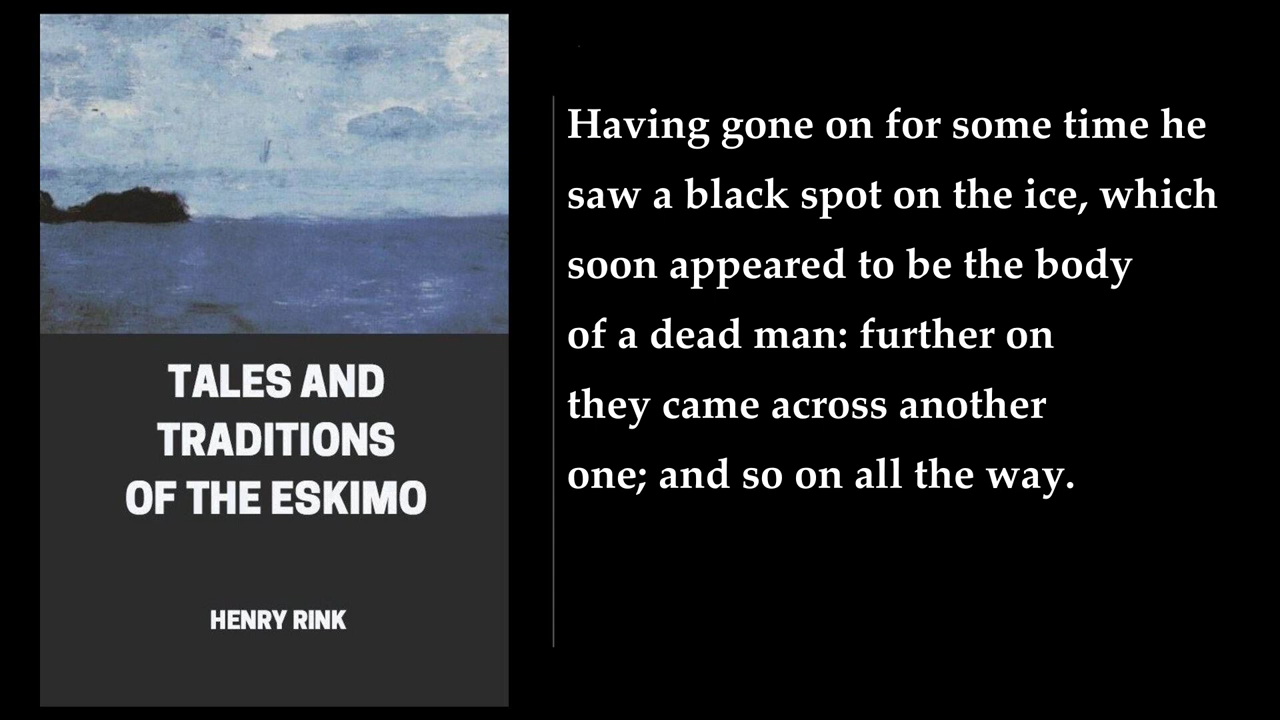 TALES AND
TRADITIONS
OF THE ESKIMO
HENRY RINK
Having gone on for some time he
saw a black spot on the ice, which
soon appeared to be the body
of a dead man: further on
they came across another
one; and so on all the way.